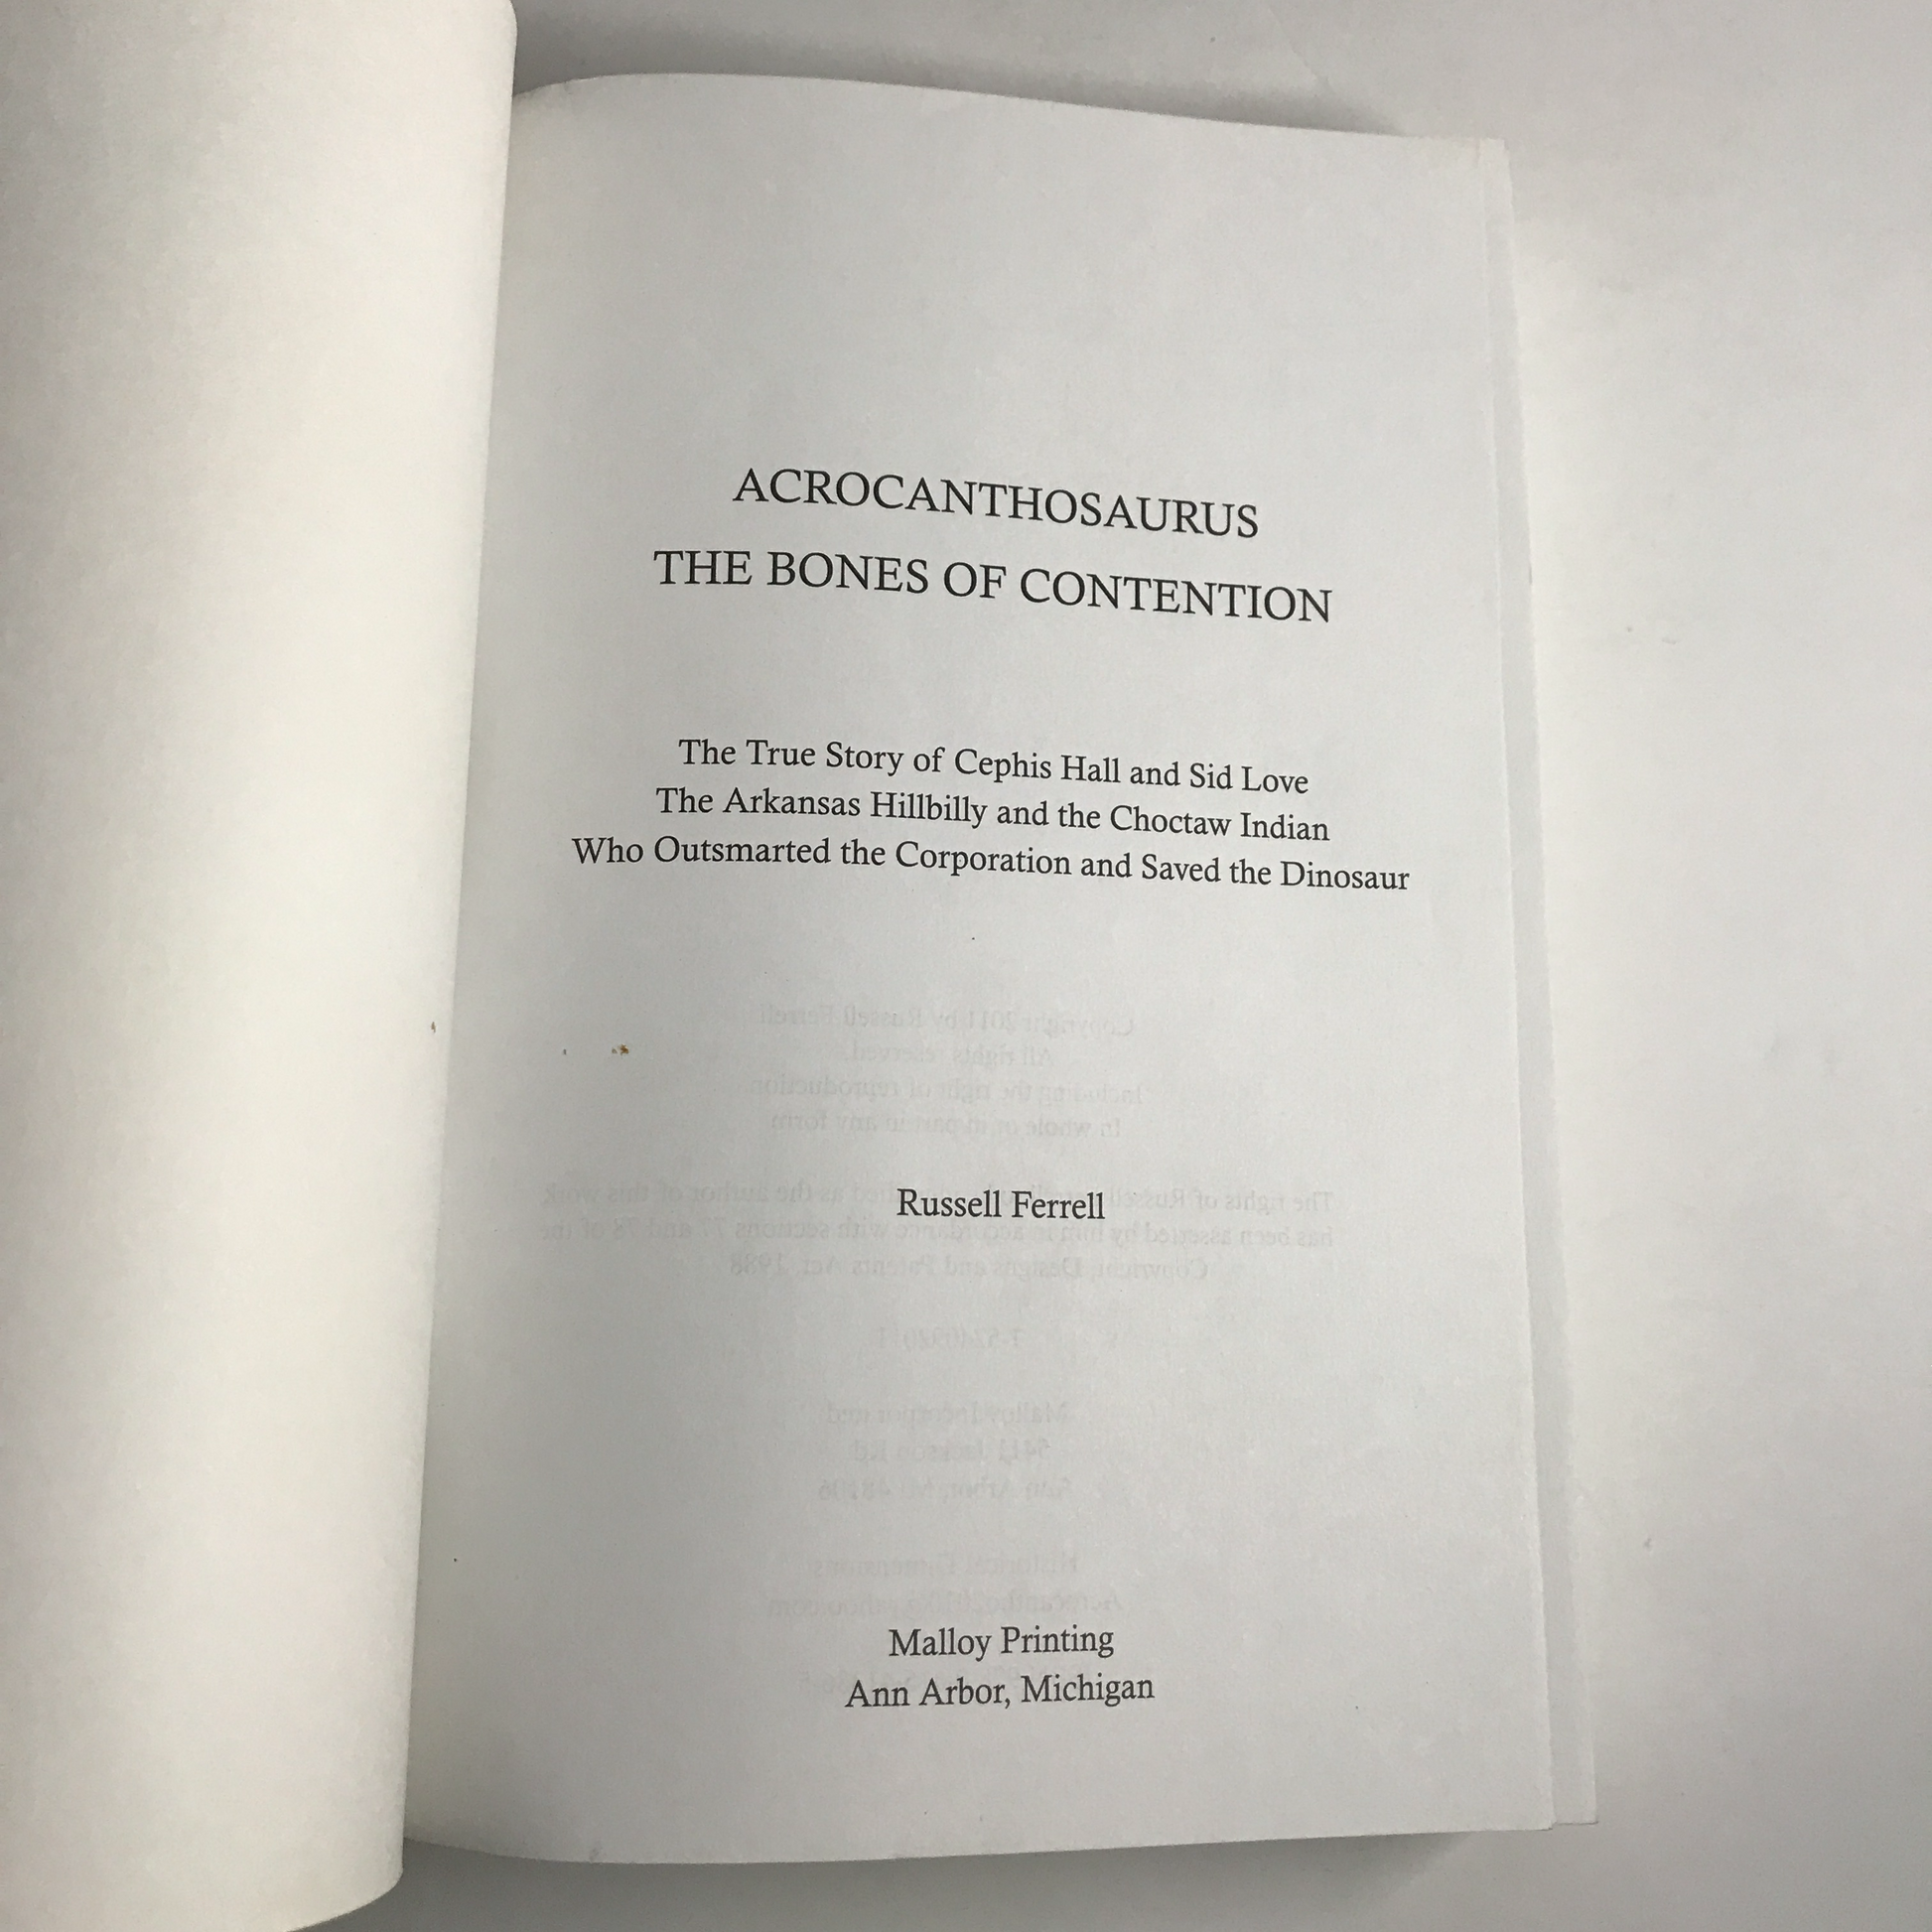 ACROCANTHOSAURUS
THE BONES OF CONTENTION
The True Story of Cephis Hall and Sid Love
The Arkansas Hillbilly and the Choctaw Indian
Who Outsmarted the Corporation and Saved the Dinosaur
Russell Ferrell
Malloy Printing
Ann Arbor, Michigan